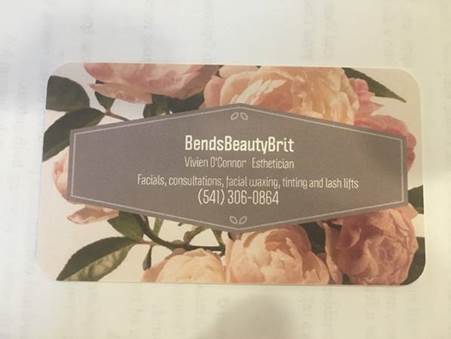 BendsBeautyBrit
Vivien O'Connor Esthetician
Facials, consultations, facial waxing, tinting and lash lifts
(541) 306-0864